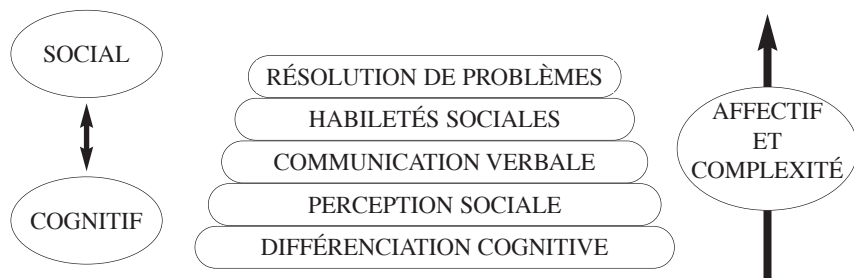 SOCIAL
COGNITIF
RÉSOLUTION DE PROBLÈMES
HABILETÉS SOCIALES
COMMUNICATION VERBALE
PERCEPTION SOCIALE
DIFFÉRENCIATION COGNITIVE
AFFECTIF
ET
COMPLEXITÉ